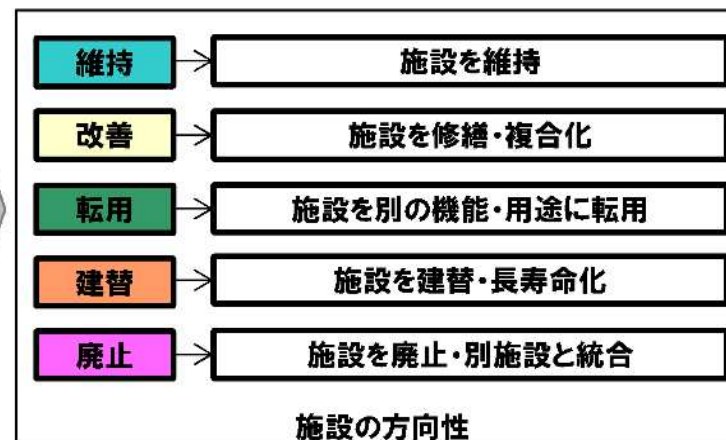 維持 施設を維持
改善 施設を修繕・複合化
転用 施設を別の機能・用途に転用
建替 施設を建替・長寿命化
廃止 施設を廃止・別施設と統合
施設の方向性